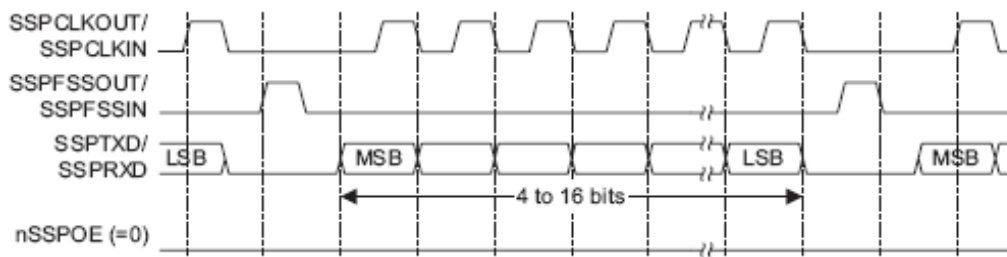 SSPCLKOUT/
SSPCLKIN
SSPFSSOUT/
SSPFSSIN
SSPTXD/
SSPRXD
LSB
MSB
LSB
MSB
4 to 16 bits
nSSPOE (=0)